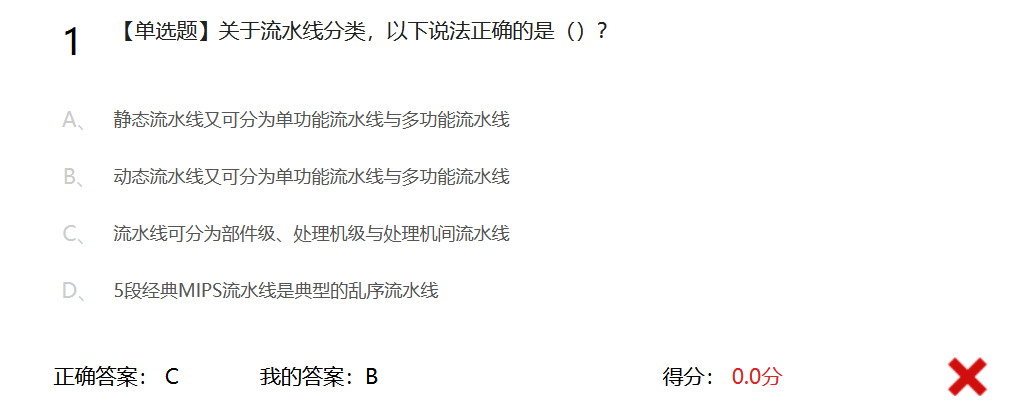 1 【单选题】关于流水线分类，以下说法正确的是（）？
A、 静态流水线又可分为单功能流水线与多功能流水线
B、 动态流水线又可分为单功能流水线与多功能流水线
C、 流水线可分为部件级、处理机级与处理机间流水线
D、 5段经典MIPS流水线是典型的乱序流水线
正确答案： C 我的答案：B 得分： 0.0分